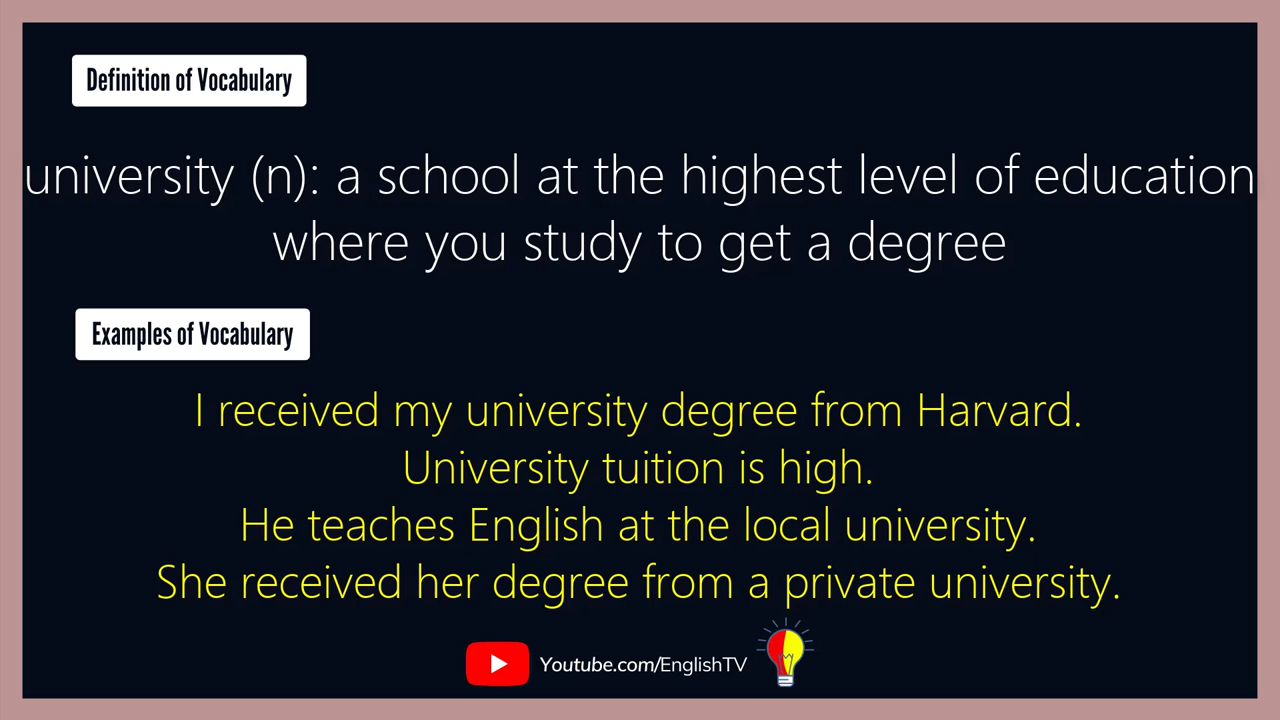 Definition of Vocabulary
university (n): a school at the highest level of education
where you study to get a degree
Examples of Vocabulary
I received my university degree from Harvard.
University tuition is high.
He teaches English at the local university.
She received her degree from a private university.
Youtube.com/EnglishTV